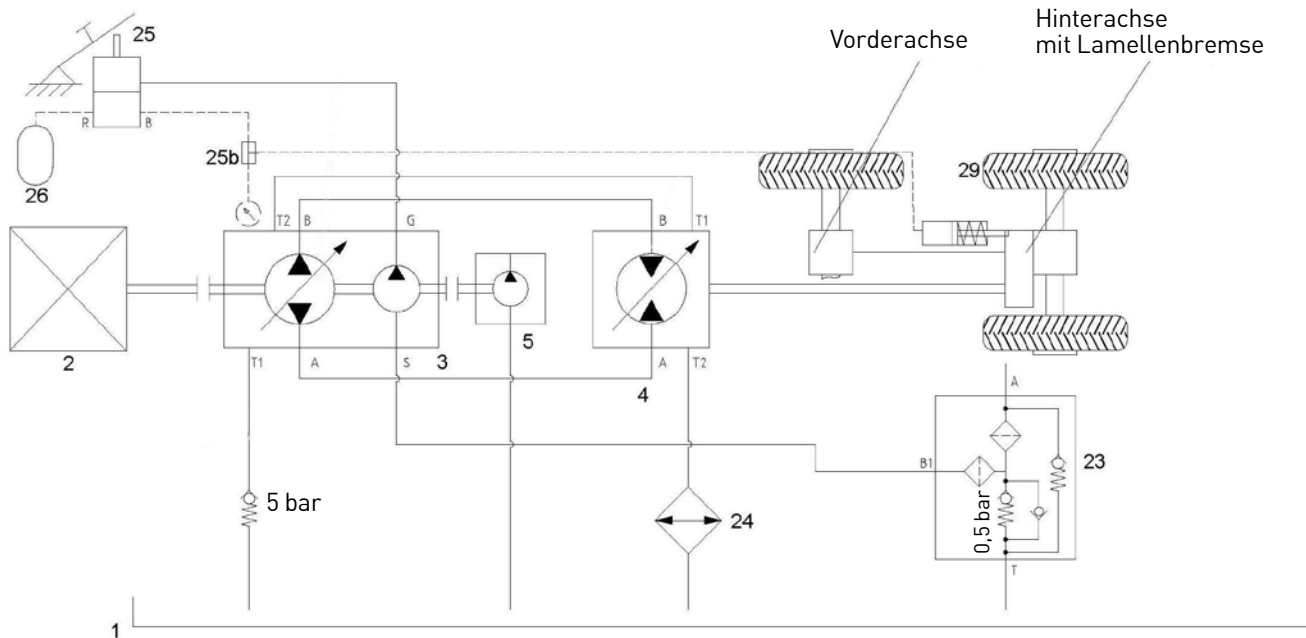 25
Vorderachse
Hinterachse
mit Lamellenbremse
R
B
25b
26
29
T2
B
G
B
T1
2
T1
A
S
3
5
A
T2
4
A
B1
23
5 bar
24
0,5 bar
T
1